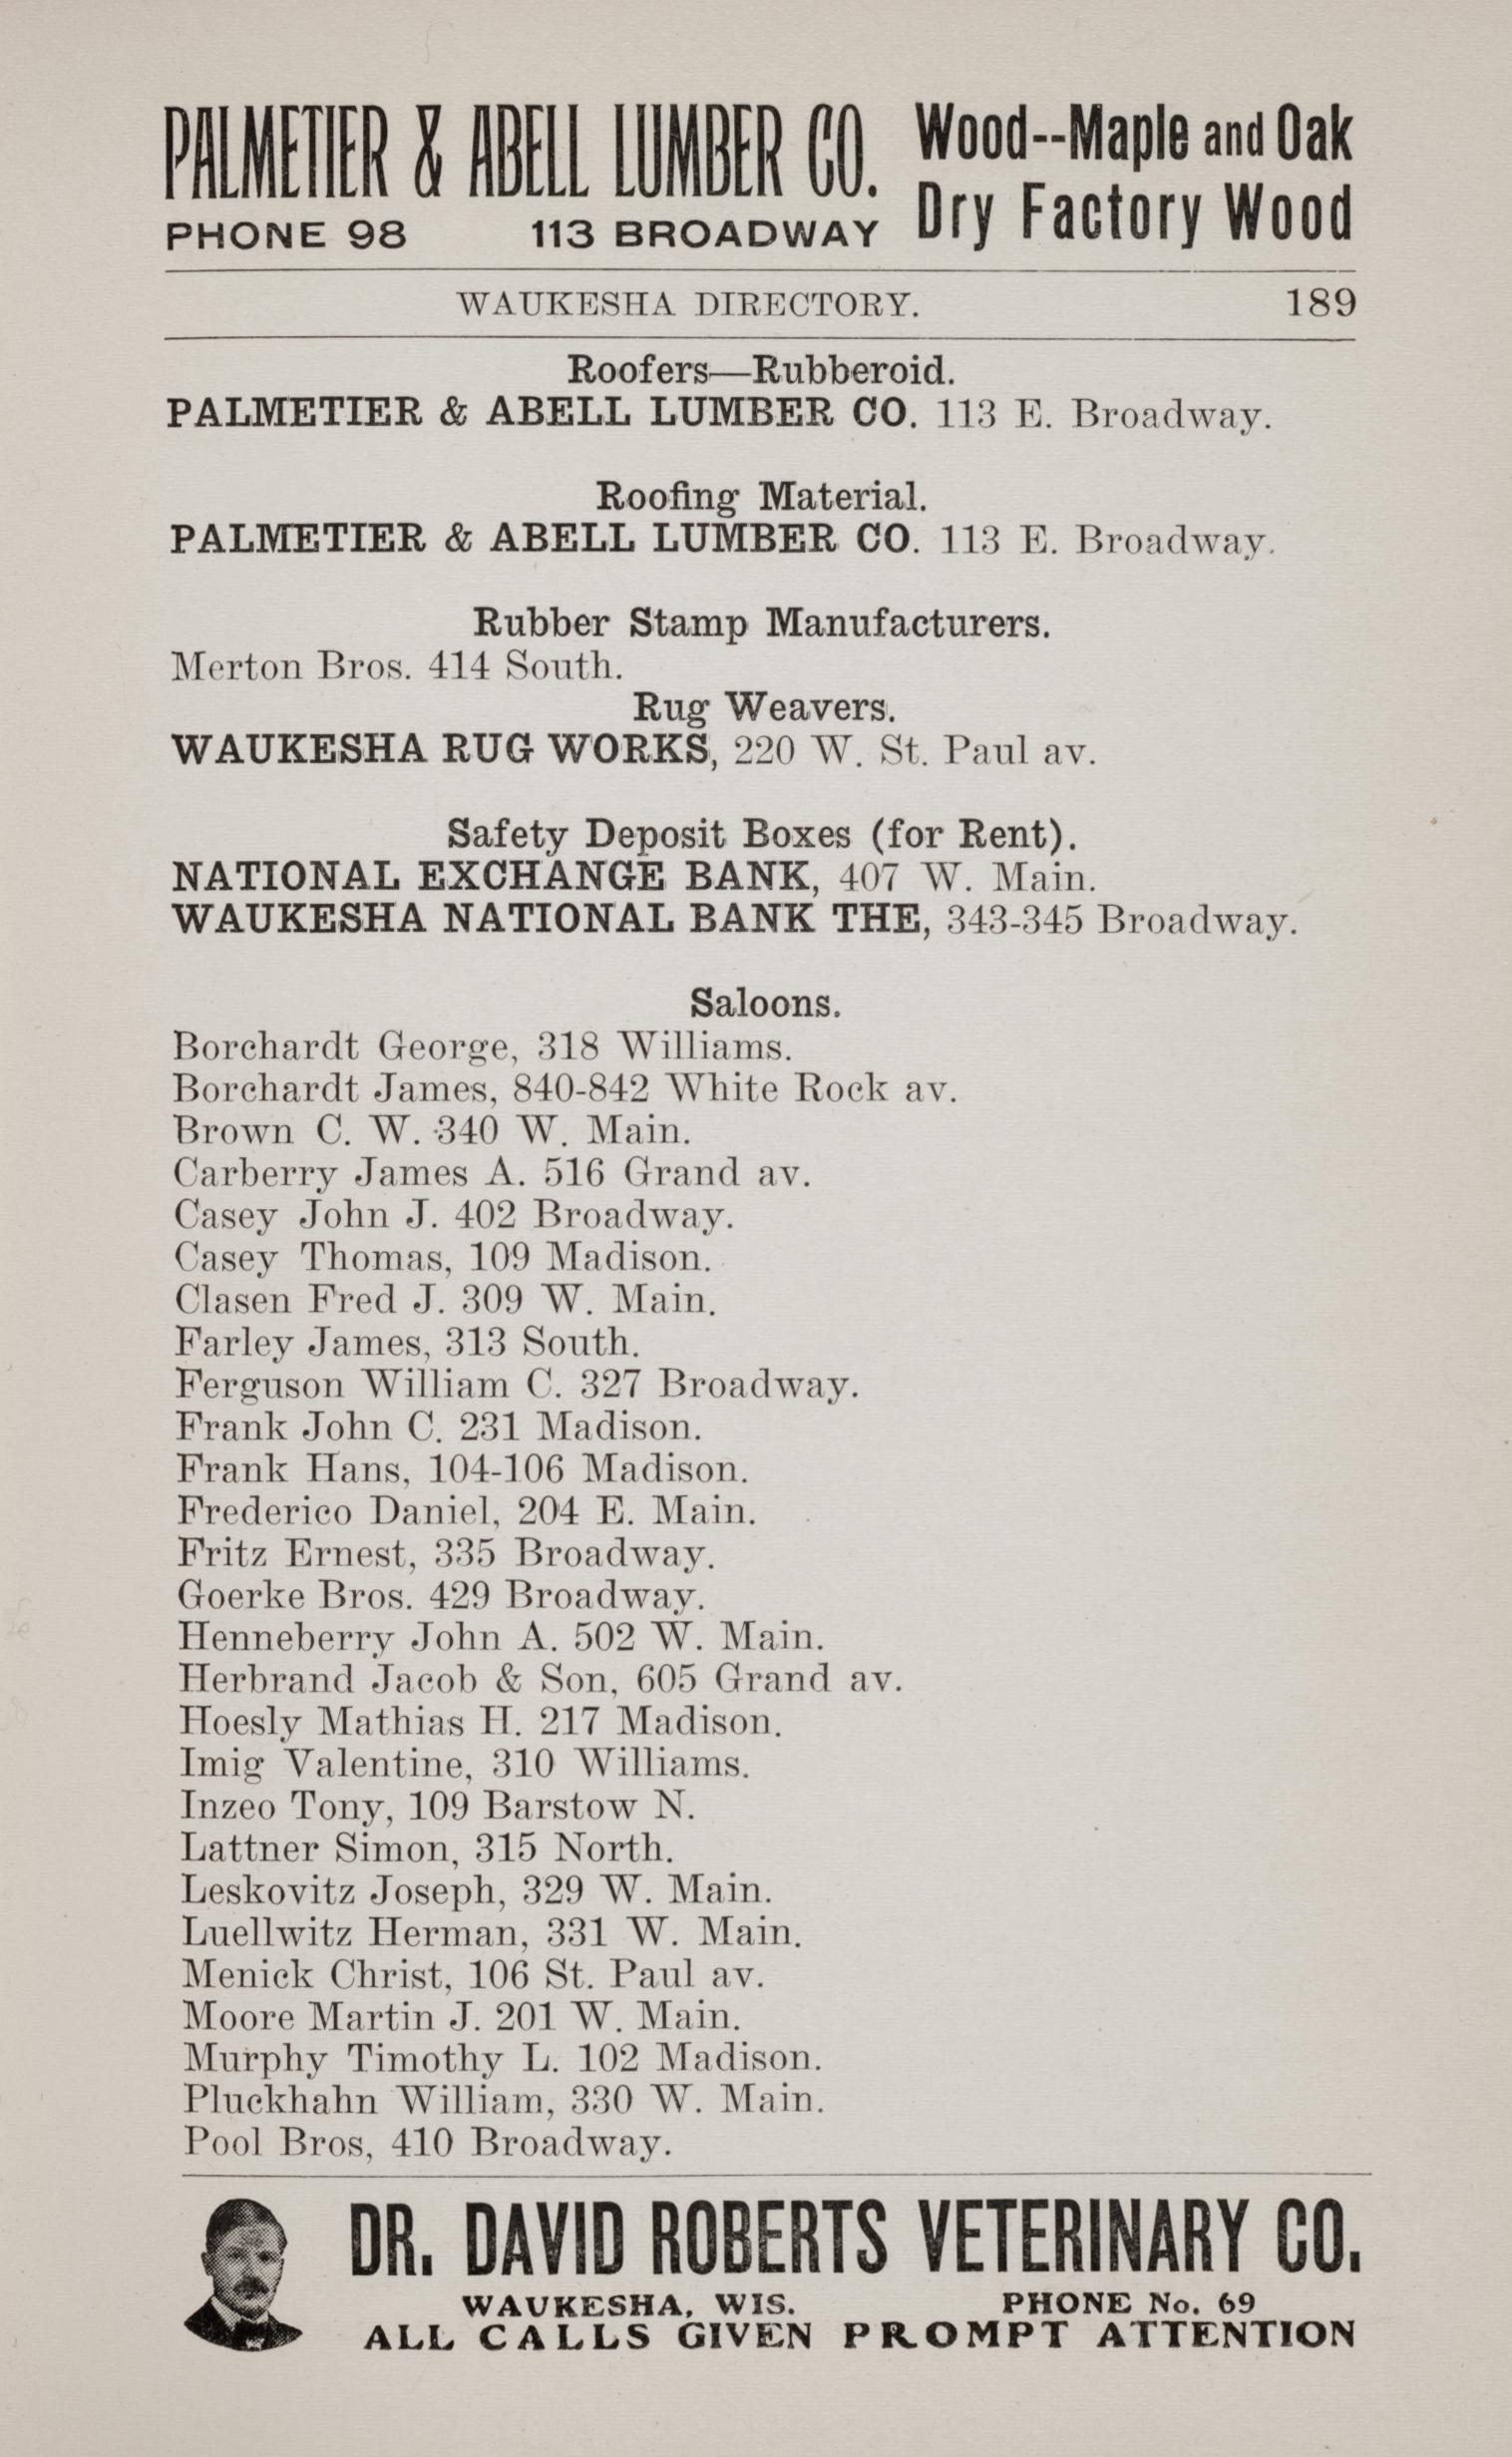 PALMETIER & ABELL LUMBER CO.
PHONE 98 113 BROADWAY
Wood--Maple and Oak
Dry Factory Wood
WAUKESHA DIRECTORY. 189
Roofers—Rubberoid.
PALMETIER & ABELL LUMBER CO. 113 E. Broadway.
Roofing Material.
PALMETIER & ABELL LUMBER CO. 113 E. Broadway.
Rubber Stamp Manufacturers.
Merton Bros. 414 South.
Rug Weavers.
WAUKESHA RUG WORKS, 220 W. St. Paul av.
Safety Deposit Boxes (for Rent).
NATIONAL EXCHANGE BANK, 407 W. Main.
WAUKESHA NATIONAL BANK THE, 343-345 Broadway.
Saloons.
Borchardt George, 318 Williams.
Borchardt James, 840-842 White Rock av.
Brown C. W. 340 W. Main.
Carberry James A. 516 Grand av.
Casey John J. 402 Broadway.
Casey Thomas, 109 Madison.
Clasen Fred J. 309 W. Main.
Farley James, 313 South.
Ferguson William C. 327 Broadway.
Frank John C. 231 Madison.
Frank Hans, 104-106 Madison.
Frederico Daniel, 204 E. Main.
Fritz Ernest, 335 Broadway.
Goerke Bros. 429 Broadway.
Henneberry John A. 502 W. Main.
Herbrand Jacob & Son, 605 Grand av.
Hoesly Mathias H. 217 Madison.
Imig Valentine, 310 Williams.
Inzeo Tony, 109 Barstow N.
Lattner Simon, 315 North.
Leskovitz Joseph, 329 W. Main.
Luellwitz Herman, 331 W. Main.
Menick Christ, 106 St. Paul av.
Moore Martin J. 201 W. Main.
Murphy Timothy L. 102 Madison.
Pluckhahn William, 330 W. Main.
Pool Bros, 410 Broadway.
DR. DAVID ROBERTS VETERINARY CO.
WAUKESHA, WIS. PHONE No. 69
ALL CALLS GIVEN PROMPT ATTENTION